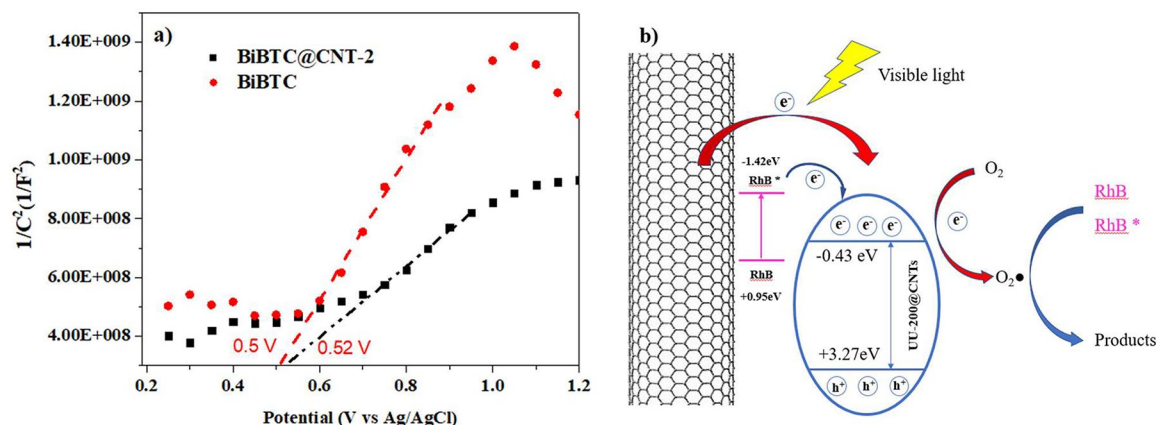 a)
BiBTC@CNT-2
BiBTC
1/C²(1/F²)
1.40E+009
1.20E+009
1.00E+009
8.00E+008
6.00E+008
4.00E+008
0.5 V
0.52 V
0.2 0.4 0.6 0.8 1.0 1.2
Potential (V vs Ag/AgCl)
b)
Visible light
e⁻
-1.42eV
RhB *
e⁻
RhB
+0.95eV
e⁻ e⁻ e⁻
-0.43 eV
UU-200@CNTs
+3.27eV
h⁺ h⁺ h⁺
O₂
e⁻
O₂●
RhB
RhB *
Products